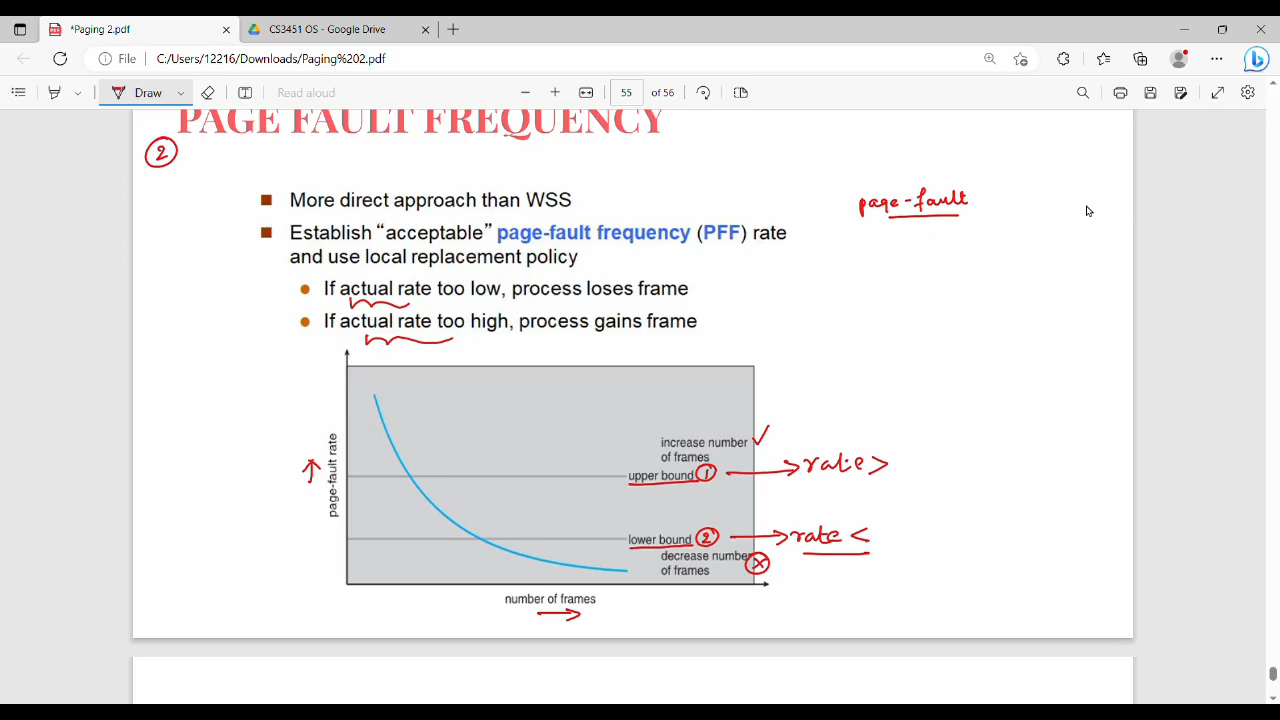 *Paging 2.pdf
CS3451 OS - Google Drive
File
C:/Users/12216/Downloads/Paging%202.pdf
Draw
Read aloud
55
of 56
PAGE FAULT FREQUENCY
2
More direct approach than WSS
page-fault
Establish “acceptable” page-fault frequency (PFF) rate
and use local replacement policy
If actual rate too low, process loses frame
If actual rate too high, process gains frame
page-fault rate
increase number
of frames
upper bound
1
rate >
lower bound
2
rate <
decrease number
of frames
number of frames